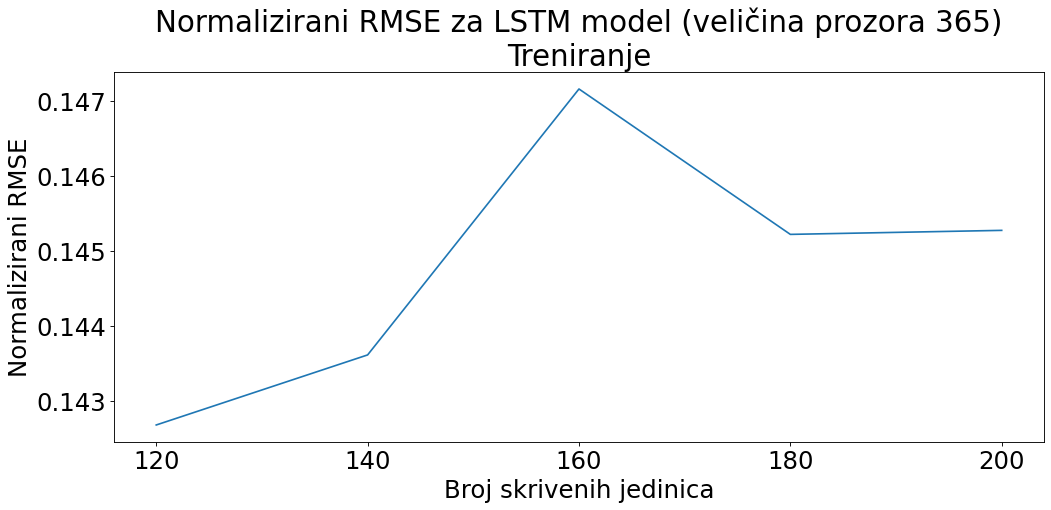 Normalizirani RMSE za LSTM model (veličina prozora 365)
Treniranje
Normalizirani RMSE
0.147
0.146
0.145
0.144
0.143
120 140 160 180 200
Broj skrivenih jedinica